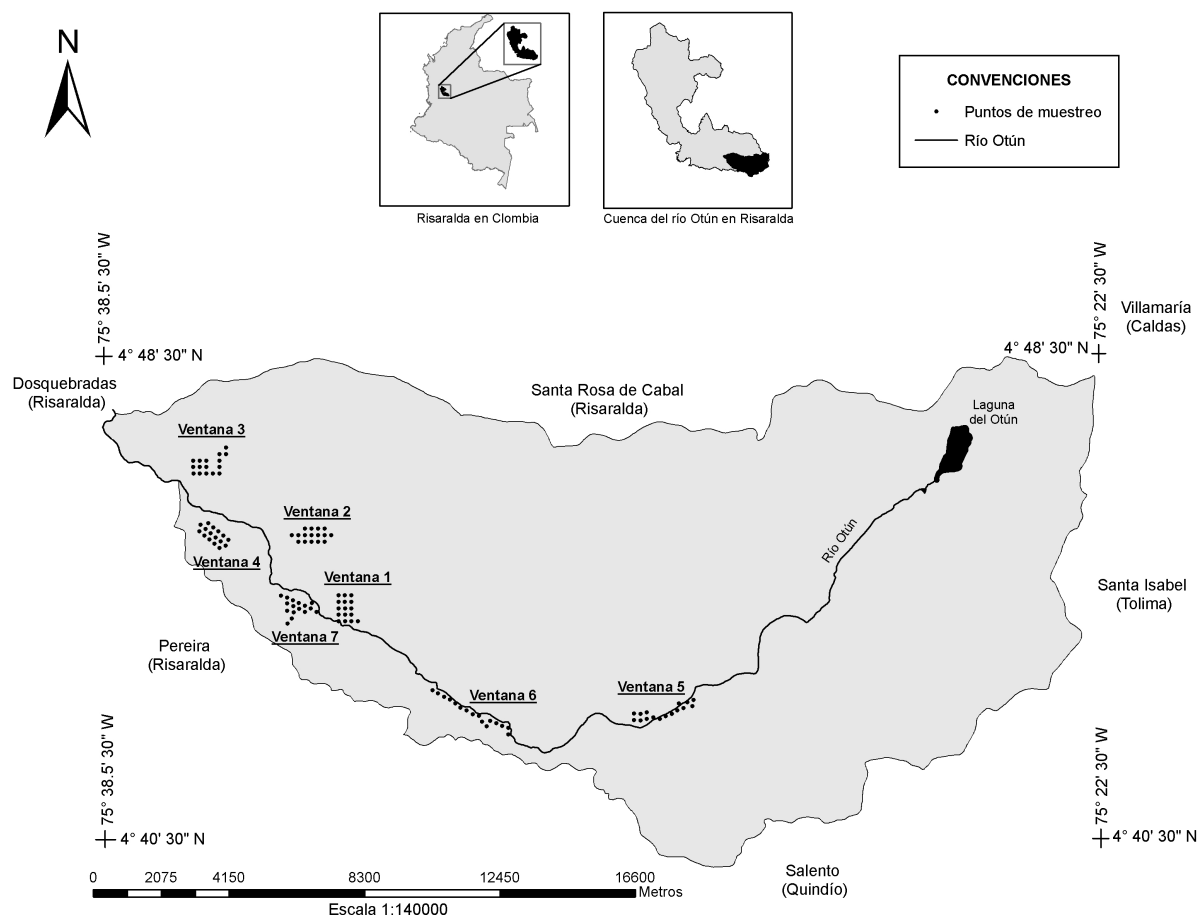 N
CONVENCIONES
Puntos de muestreo
Río Otún
Risaralda en Clombia
Cuenca del río Otún en Risaralda
75° 38.5' 30" W
4° 48' 30" N
4° 48' 30" N
75° 22' 30" W
Villamaría
(Caldas)
Dosquebradas
(Risaralda)
Santa Rosa de Cabal
(Risaralda)
Laguna
del Otún
Ventana 3
Ventana 2
Río Otún
Ventana 4
Ventana 1
Santa Isabel
(Tolima)
Ventana 7
Pereira
(Risaralda)
Ventana 6
Ventana 5
75° 38.5' 30" W
4° 40' 30" N
75° 22' 30" W
4° 40' 30" N
Salento
(Quindío)
0 2075 4150 8300 12450 16600
Metros
Escala 1:140000